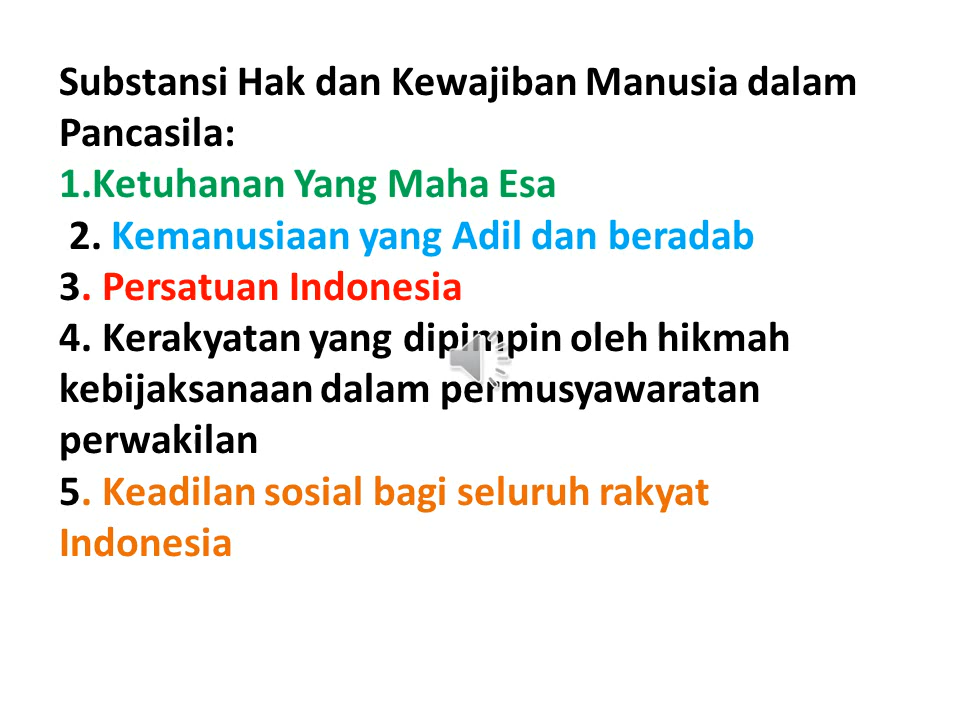 Substansi Hak dan Kewajiban Manusia dalam
Pancasila:
1.Ketuhanan Yang Maha Esa
2. Kemanusiaan yang Adil dan beradab
3. Persatuan Indonesia
4. Kerakyatan yang dipimpin oleh hikmah
kebijaksanaan dalam permusyawaratan
perwakilan
5. Keadilan sosial bagi seluruh rakyat
Indonesia